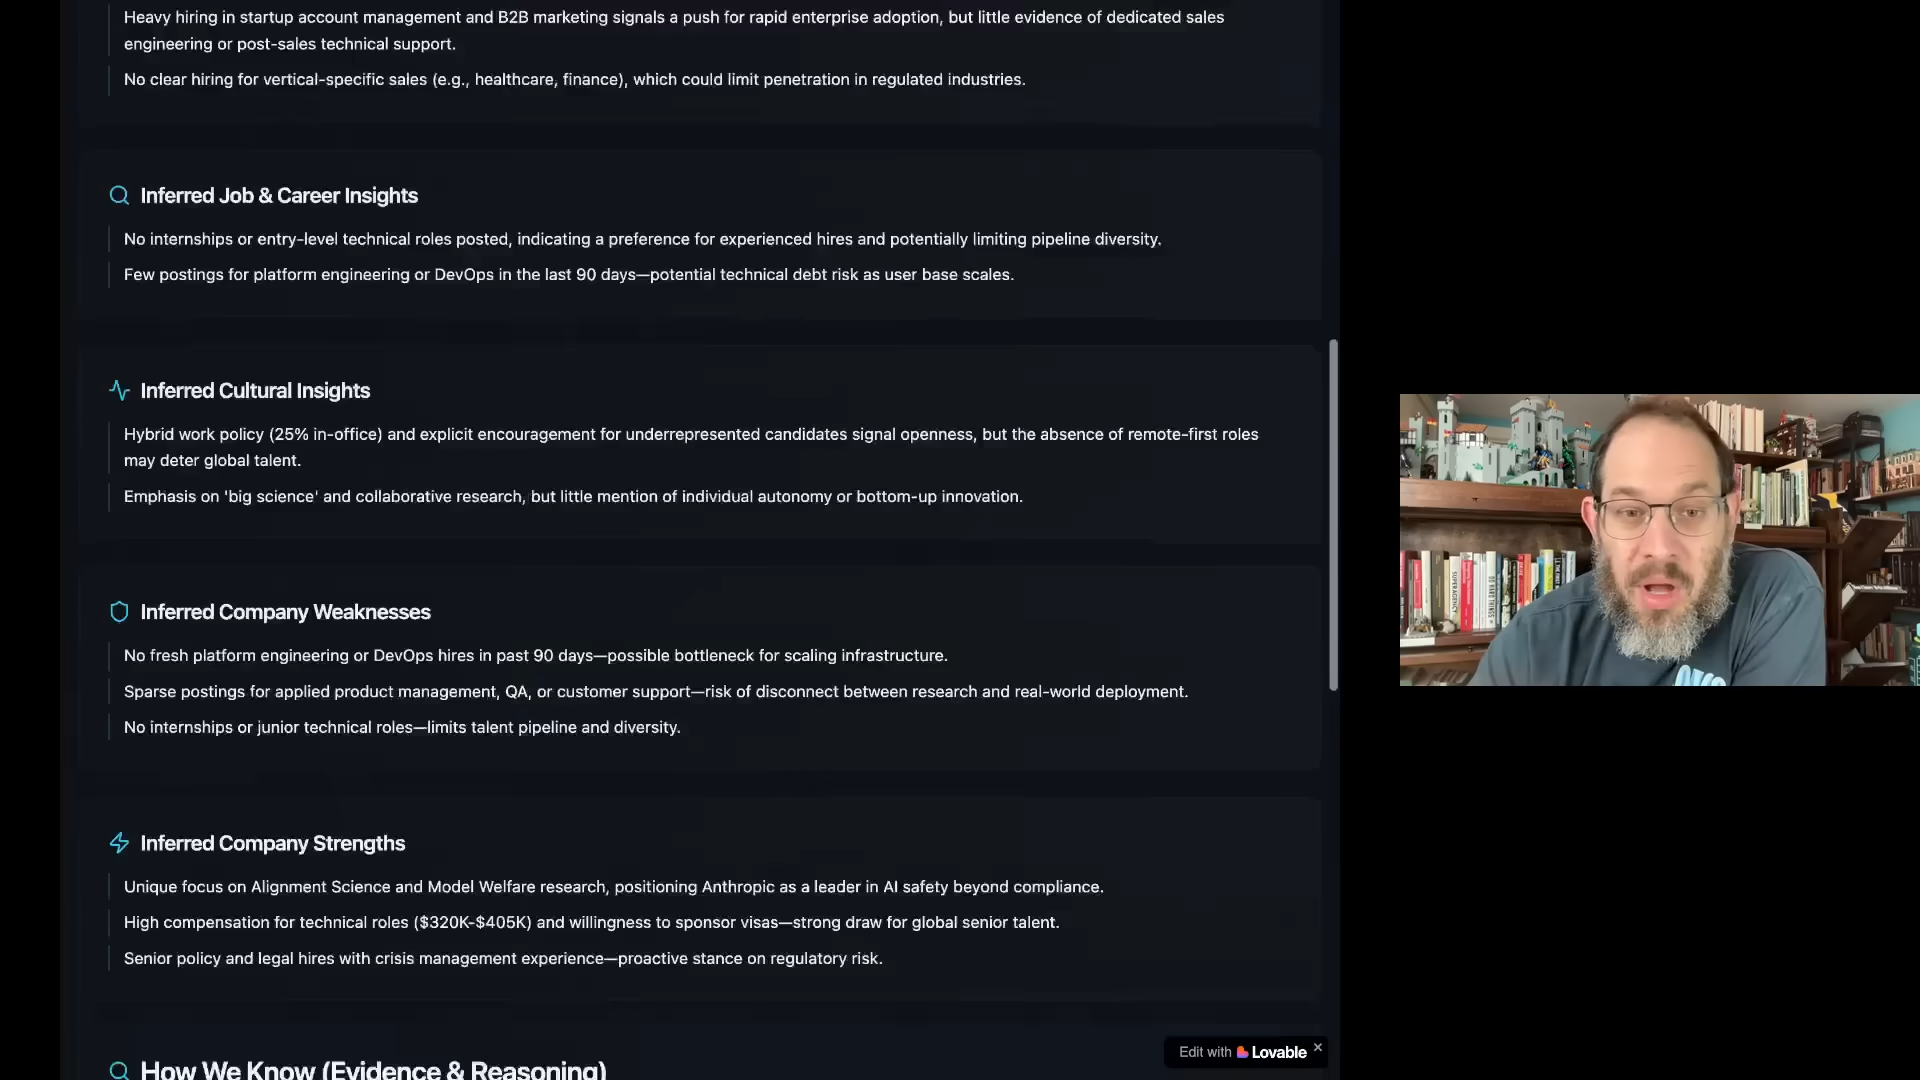 Heavy hiring in startup account management and B2B marketing signals a push for rapid enterprise adoption, but little evidence of dedicated sales
engineering or post-sales technical support.
No clear hiring for vertical-specific sales (e.g., healthcare, finance), which could limit penetration in regulated industries.
Inferred Job & Career Insights
No internships or entry-level technical roles posted, indicating a preference for experienced hires and potentially limiting pipeline diversity.
Few postings for platform engineering or DevOps in the last 90 days—potential technical debt risk as user base scales.
Inferred Cultural Insights
Hybrid work policy (25% in-office) and explicit encouragement for underrepresented candidates signal openness, but the absence of remote-first roles
may deter global talent.
Emphasis on 'big science' and collaborative research, but little mention of individual autonomy or bottom-up innovation.
Inferred Company Weaknesses
No fresh platform engineering or DevOps hires in past 90 days—possible bottleneck for scaling infrastructure.
Sparse postings for applied product management, QA, or customer support—risk of disconnect between research and real-world deployment.
No internships or junior technical roles—limits talent pipeline and diversity.
Inferred Company Strengths
Unique focus on Alignment Science and Model Welfare research, positioning Anthropic as a leader in AI safety beyond compliance.
High compensation for technical roles ($320K-$405K) and willingness to sponsor visas—strong draw for global senior talent.
Senior policy and legal hires with crisis management experience—proactive stance on regulatory risk.
How We Know (Evidence & Reasoning)
Edit with Lovable ×
SUPERAGENCY